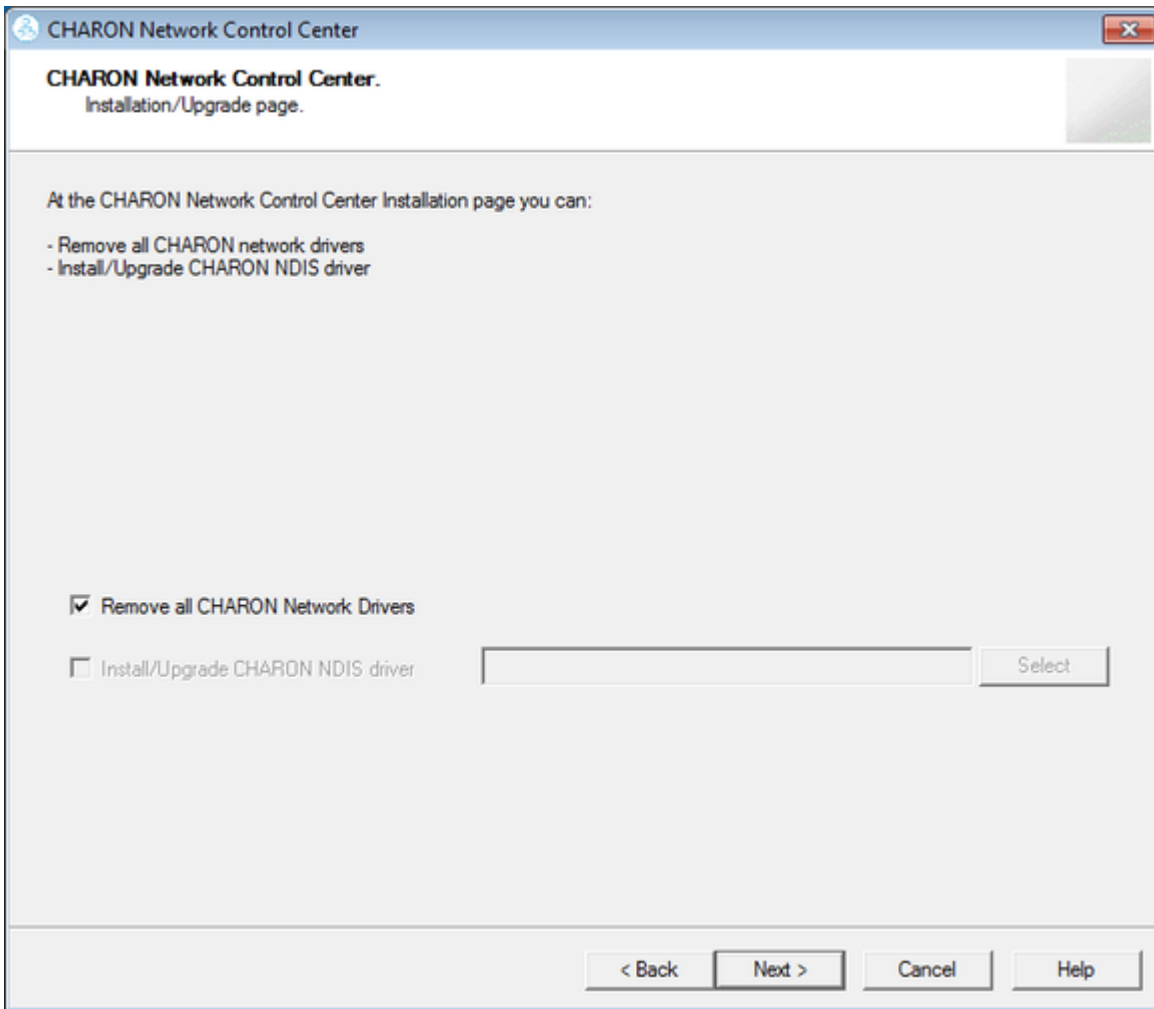 CHARON Network Control Center
CHARON Network Control Center.
Installation/Upgrade page.
At the CHARON Network Control Center Installation page you can:
- Remove all CHARON network drivers
- Install/Upgrade CHARON NDIS driver
Remove all CHARON Network Drivers
Install/Upgrade CHARON NDIS driver Select
< Back Next > Cancel Help